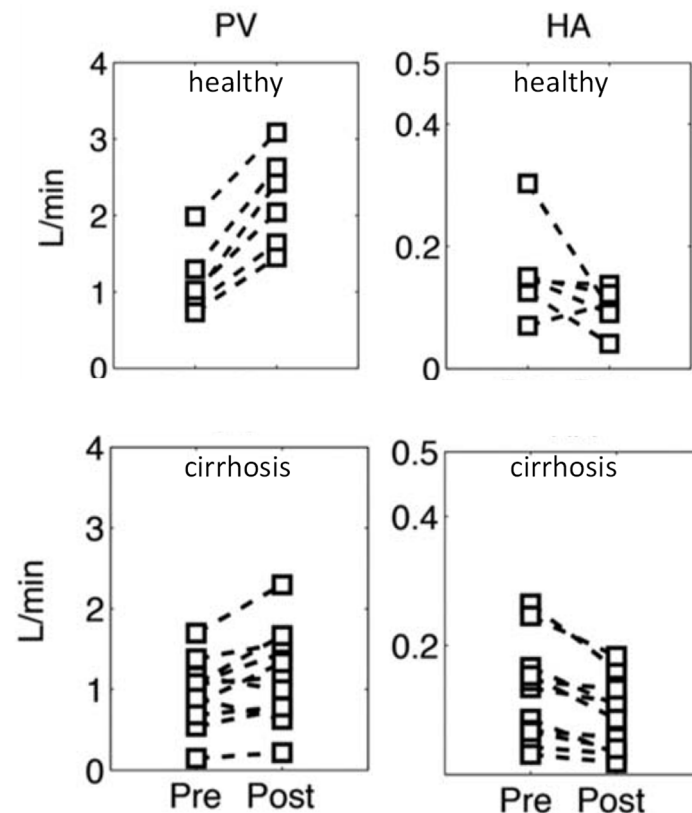 PV HA
healthy healthy
4 0.5
3 0.4
L/min
2 0.2
1
0 0
cirrhosis cirrhosis
4 0.5
3 0.4
L/min
2 0.2
1
0
Pre Post Pre Post